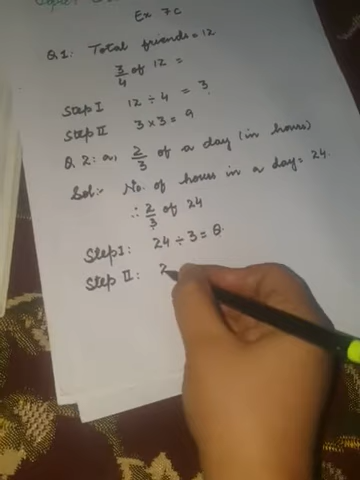 Ex 7c
Q1: Total friends = 12
3/4 of 12 =
Step I 12 ÷ 4 = 3
Step II 3 × 3 = 9
Q 2: a, 2/3 of a day (in hours)
Sol:- No. of hours in a day = 24.
∴ 2/3 of 24
Step I: 24 ÷ 3 = 8
Step II: 2